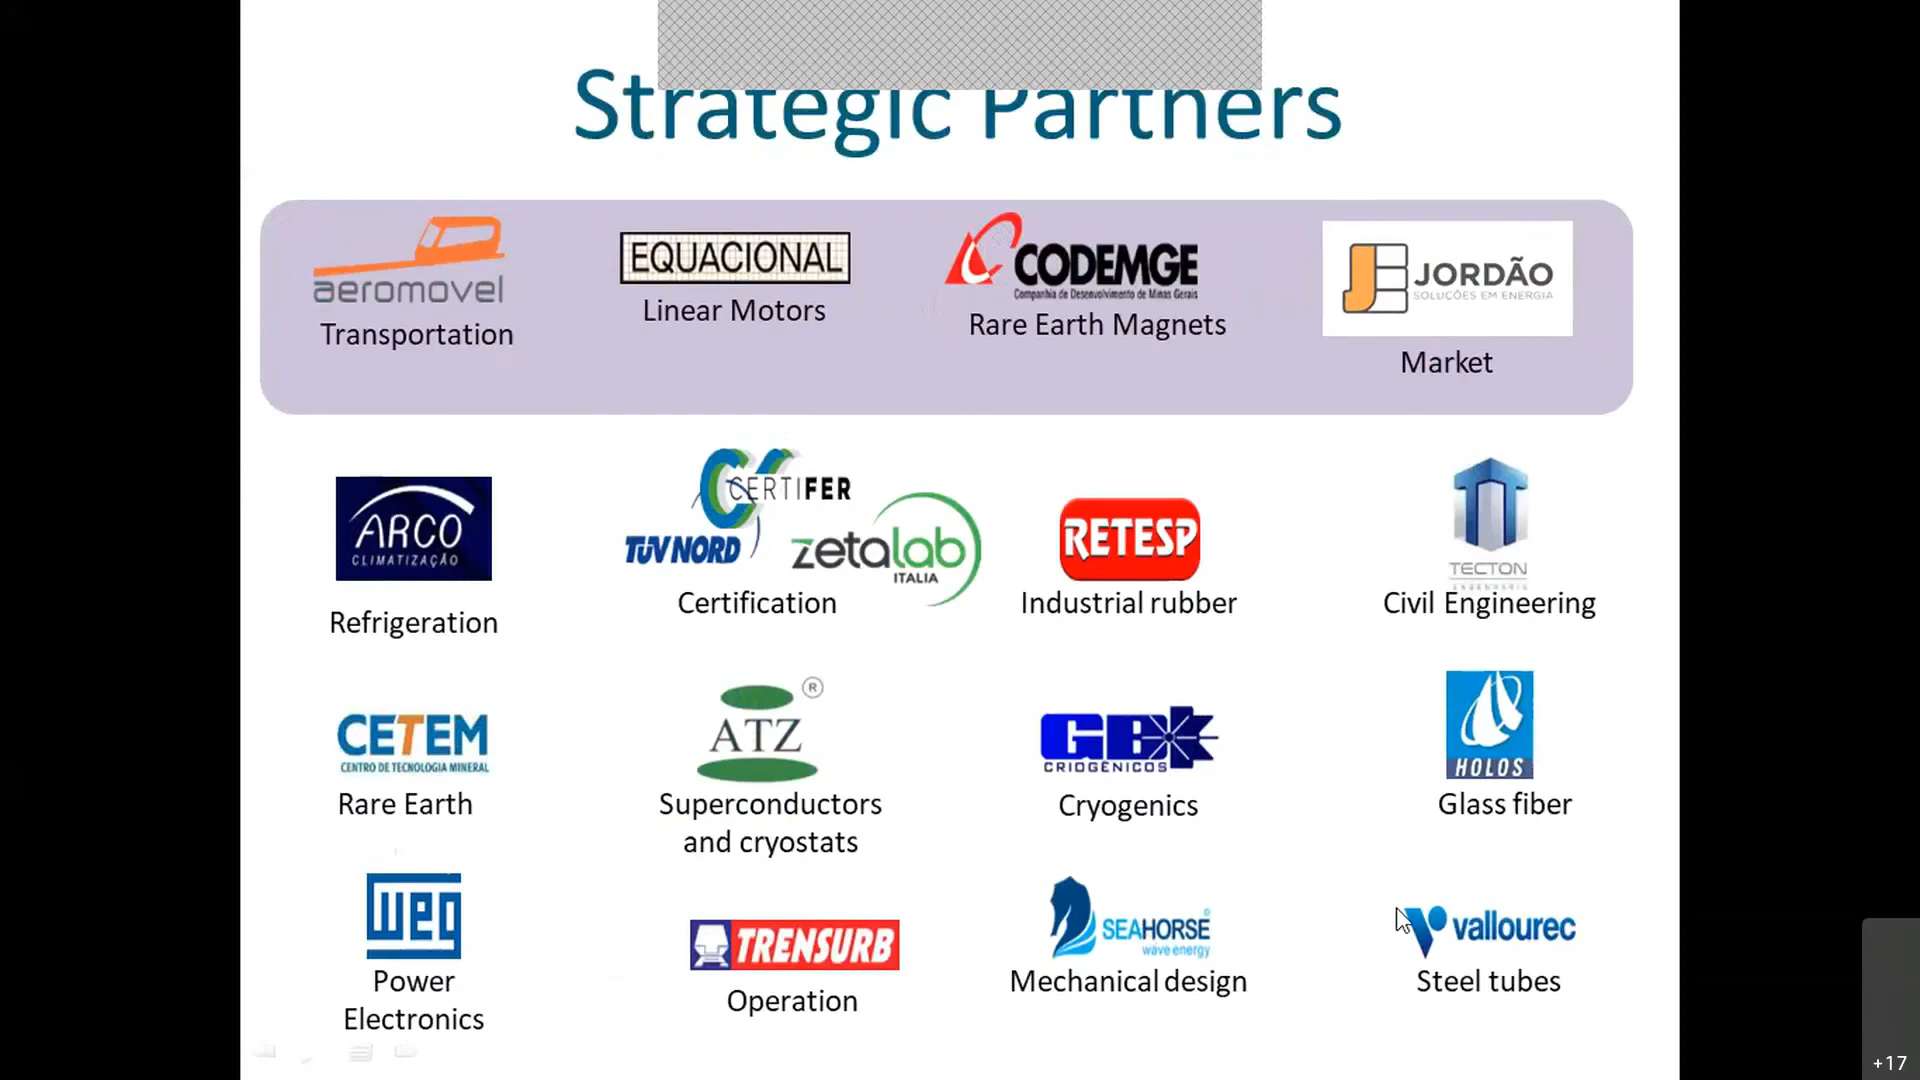 Strategic Partners
aeromovel
Transportation
EQUACIONAL
Linear Motors
CODEMGE
Companhia de Desenvolvimento de Minas Gerais
Rare Earth Magnets
JORDÃO
SOLUÇÕES EM ENERGIA
Market
ARCO
CLIMATIZAÇÃO
Refrigeration
CERTIFER
TÜV NORD
zetalab
ITALIA
Certification
RETESP
Industrial rubber
TECTON
Civil Engineering
CETEM
CENTRO DE TECNOLOGIA MINERAL
Rare Earth
ATZ ®
Superconductors
and cryostats
GB
CRIOGÊNICOS
Cryogenics
HOLOS
Glass fiber
WEG
Power
Electronics
TRENSURB
Operation
SEAHORSE
wave energy
Mechanical design
vallourec
Steel tubes
+17